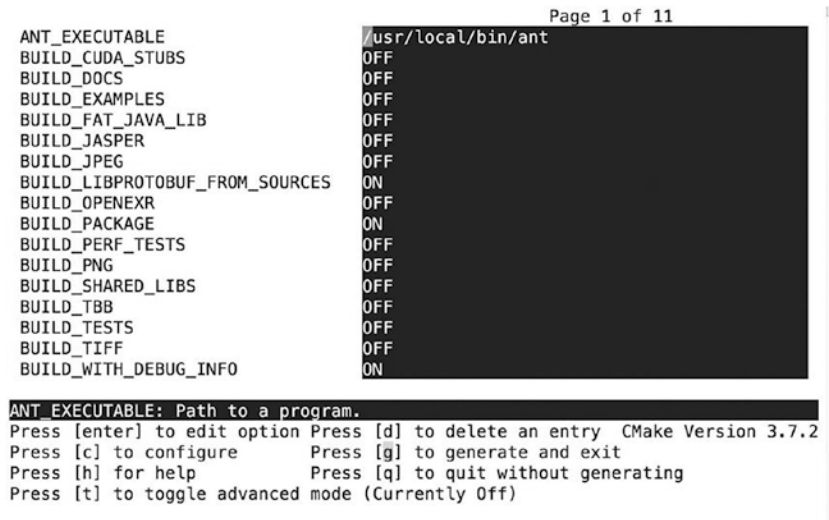 Page 1 of 11
ANT_EXECUTABLE /usr/local/bin/ant
BUILD_CUDA_STUBS OFF
BUILD_DOCS OFF
BUILD_EXAMPLES OFF
BUILD_FAT_JAVA_LIB OFF
BUILD_JASPER OFF
BUILD_JPEG OFF
BUILD_LIBPROTOBUF_FROM_SOURCES ON
BUILD_OPENEXR OFF
BUILD_PACKAGE ON
BUILD_PERF_TESTS OFF
BUILD_PNG OFF
BUILD_SHARED_LIBS OFF
BUILD_TBB OFF
BUILD_TESTS OFF
BUILD_TIFF OFF
BUILD_WITH_DEBUG_INFO ON
ANT_EXECUTABLE: Path to a program.
Press [enter] to edit option Press [d] to delete an entry CMake Version 3.7.2
Press [c] to configure Press [g] to generate and exit
Press [h] for help Press [q] to quit without generating
Press [t] to toggle advanced mode (Currently Off)